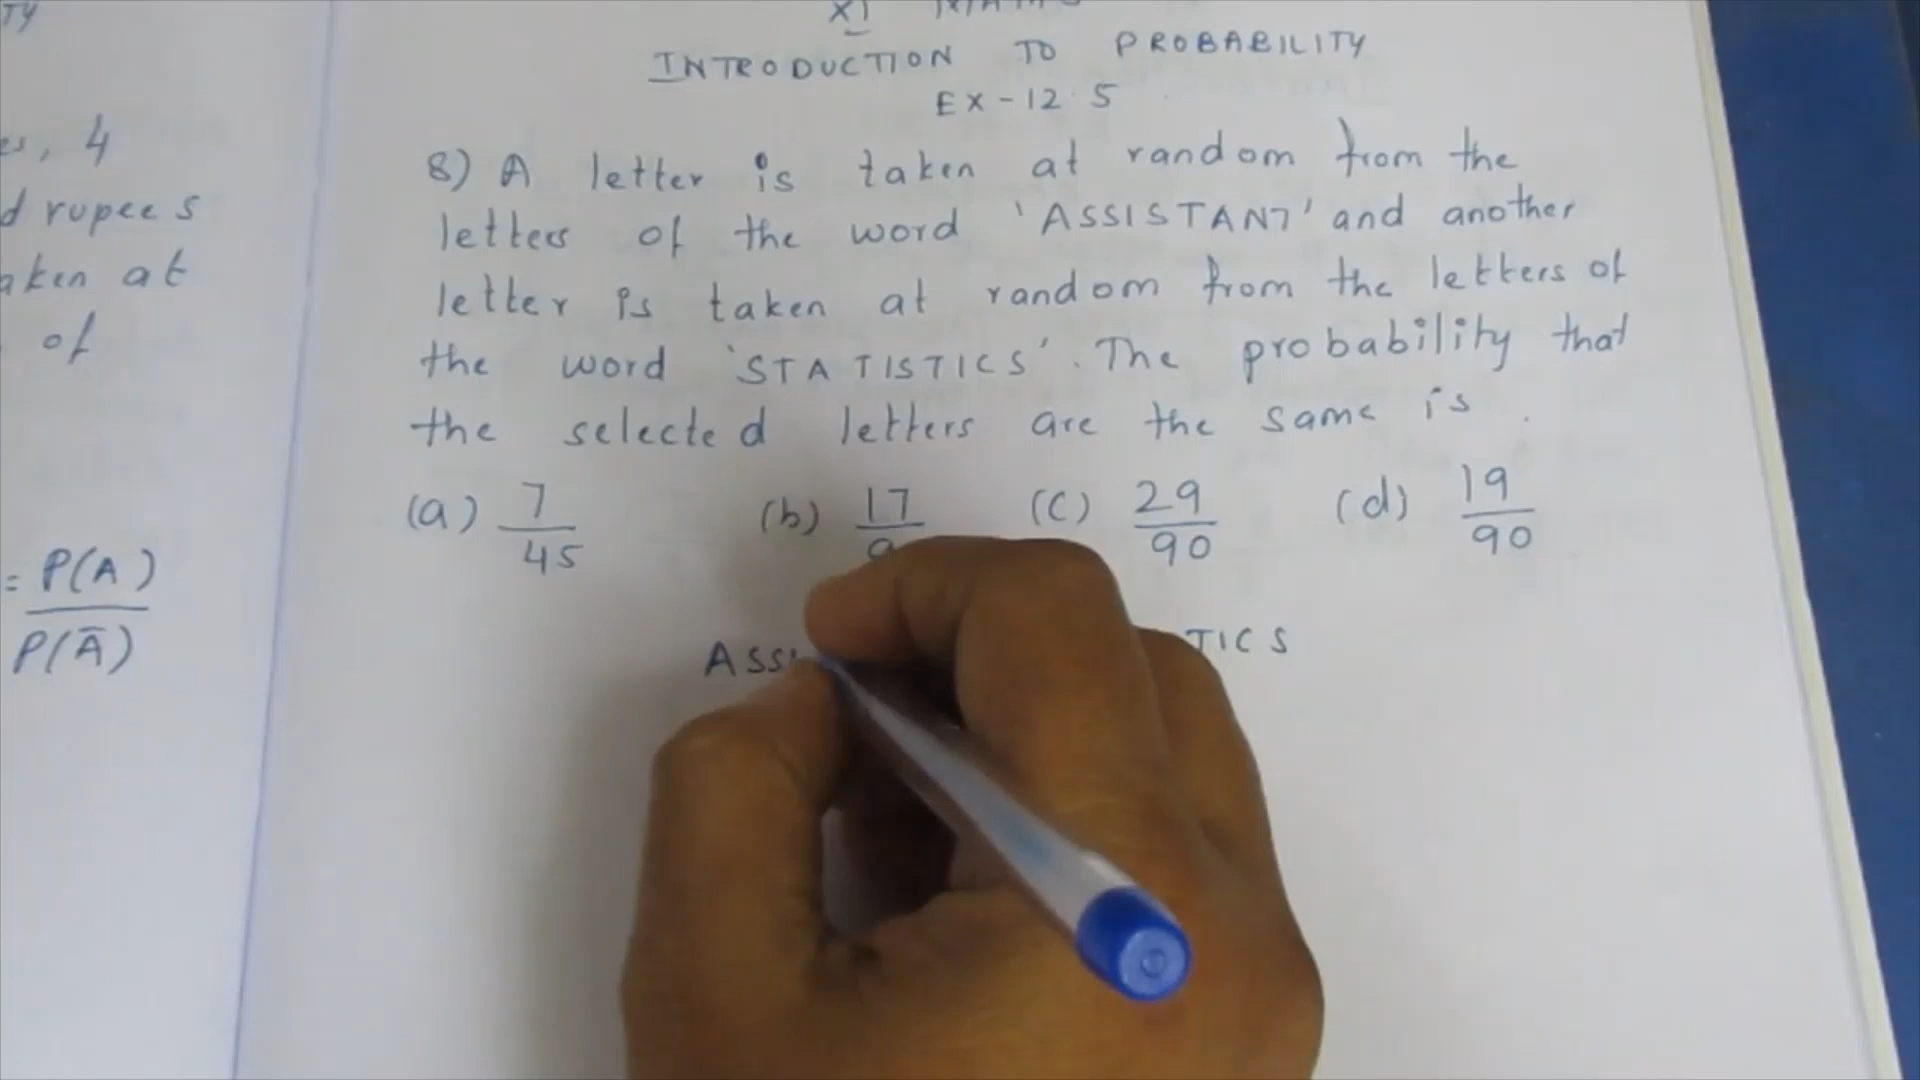 XI
INTRODUCTION TO PROBABILITY
EX-12.5
8) A letter is taken at random from the
letters of the word 'ASSISTANT' and another
letter is taken at random from the letters of
the word 'STATISTICS'. The probability that
the selected letters are the same is .
(a) 7/45 (b) 17 (c) 29/90 (d) 19/90
ASSI TICS
4
d rupees
aken at
of
= P(A)
P(Ā)